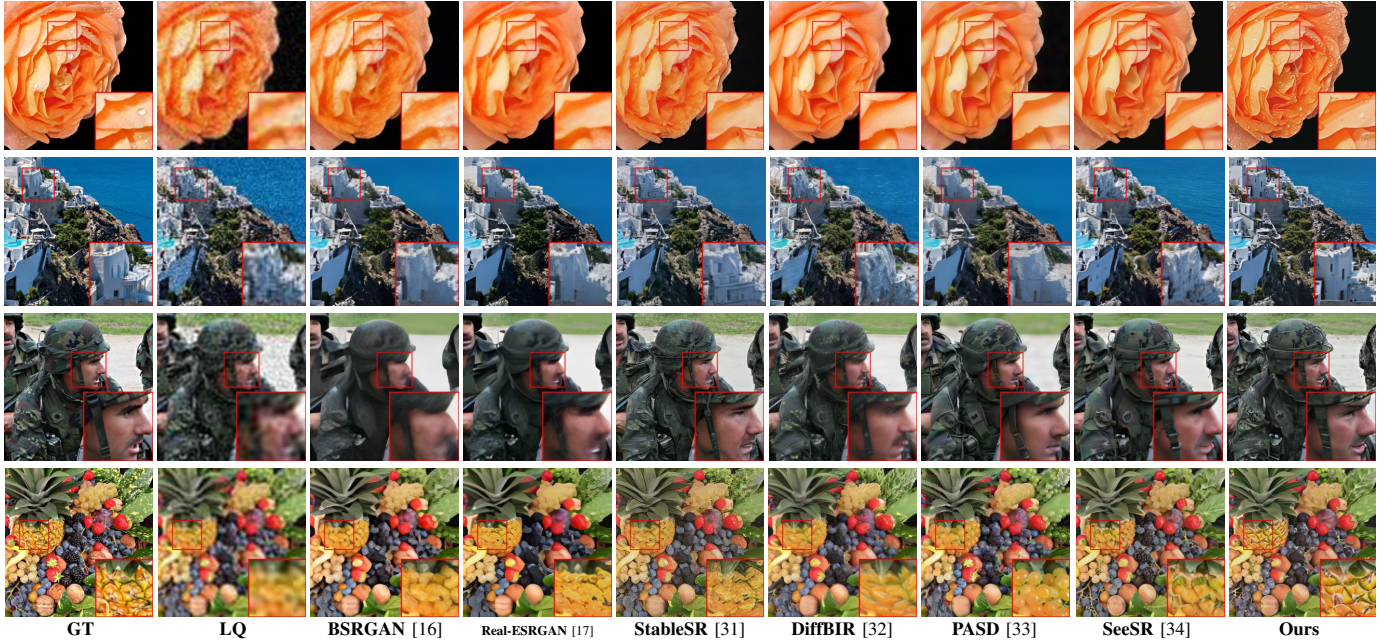 GT LQ BSRGAN [16] Real-ESRGAN [17] StableSR [31] DiffBIR [32] PASD [33] SeeSR [34] Ours